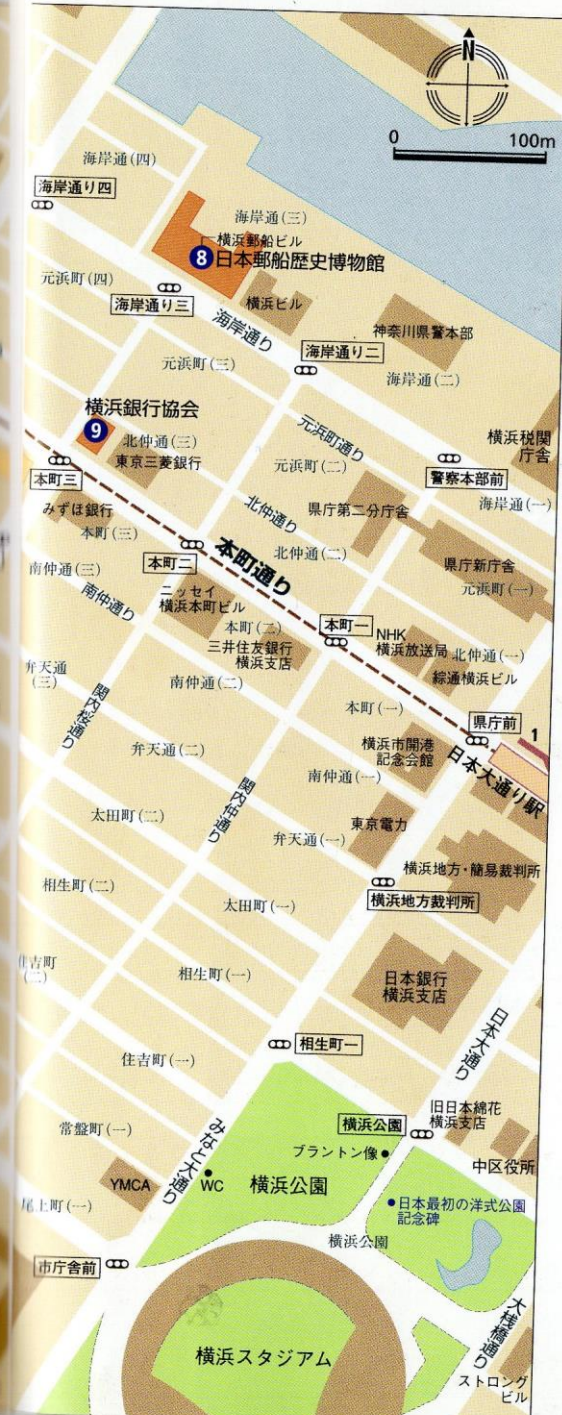 N
0 100m
海岸通(四)
海岸通り四
海岸通(三)
横浜郵船ビル
8 日本郵船歴史博物館
元浜町(四)
海岸通り三
横浜ビル
海岸通り
神奈川県警本部
海岸通り二
元浜町(三)
海岸通(二)
横浜銀行協会
9
北仲通(三)
元浜町通り
横浜税関
庁舎
東京三菱銀行
元浜町(二)
本町三
警察本部前
海岸通(一)
みずほ銀行
北仲通り
県庁第二分庁舎
本町(三)
本町二
本町通り
北仲通(二)
県庁新庁舎
南仲通(三)
元浜町(一)
南仲通り
ニッセイ
横浜本町ビル
本町(二)
本町一
NHK
横浜放送局
北仲通(一)
三井住友銀行
横浜支店
綜通横浜ビル
弁天通
(三)
南仲通(二)
本町(一)
県庁前
1
関内桜通り
横浜市開港
記念会館
日本大通り駅
弁天通(二)
南仲通(一)
関内仲通り
太田町(二)
東京電力
弁天通(一)
横浜地方・簡易裁判所
相生町(二)
横浜地方裁判所
太田町(一)
住吉町
(二)
相生町(一)
日本銀行
横浜支店
日本大通り
相生町一
住吉町(一)
旧日本綿花
横浜支店
横浜公園
常盤町(一)
みなと大通り
ブラントン像
中区役所
YMCA
WC
横浜公園
日本最初の洋式公園
記念碑
尾上町(一)
横浜公園
市庁舎前
大桟橋通り
横浜スタジアム
ストロング
ビル